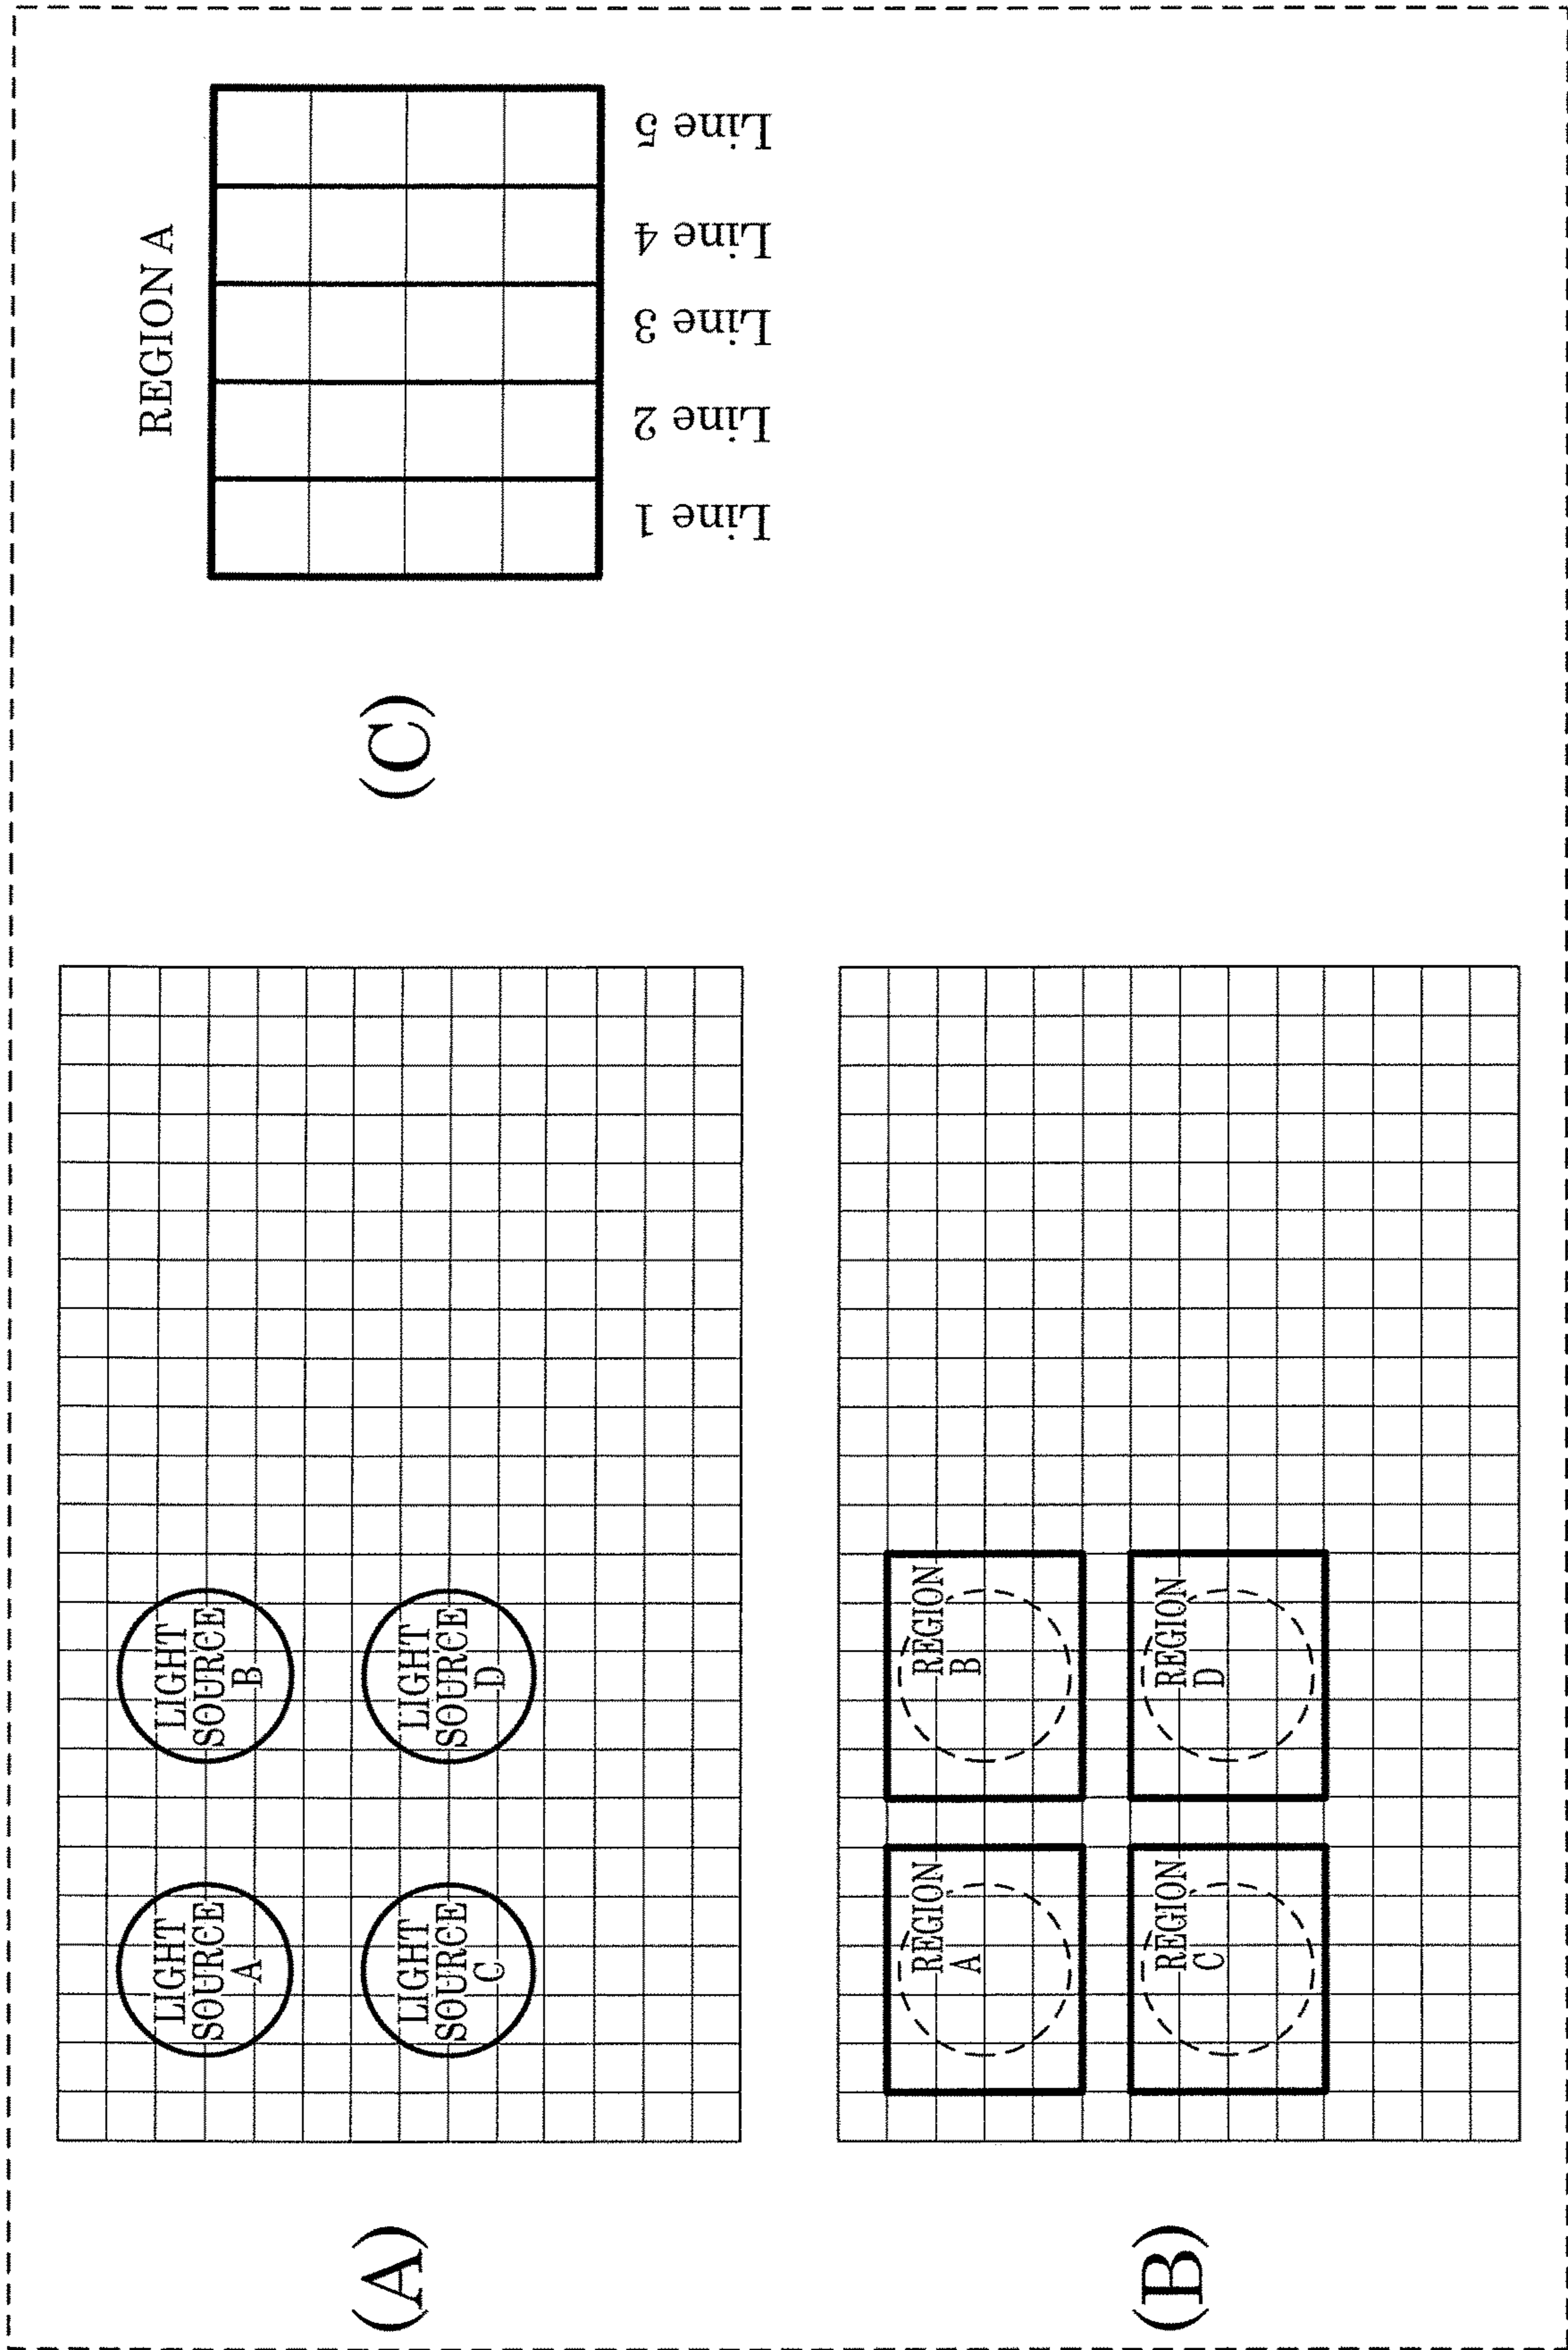 (A)
LIGHT
SOURCE
A
LIGHT
SOURCE
B
LIGHT
SOURCE
C
LIGHT
SOURCE
D
(B)
REGION
A
REGION
B
REGION
C
REGION
D
(C)
REGION A
Line 1
Line 2
Line 3
Line 4
Line 5